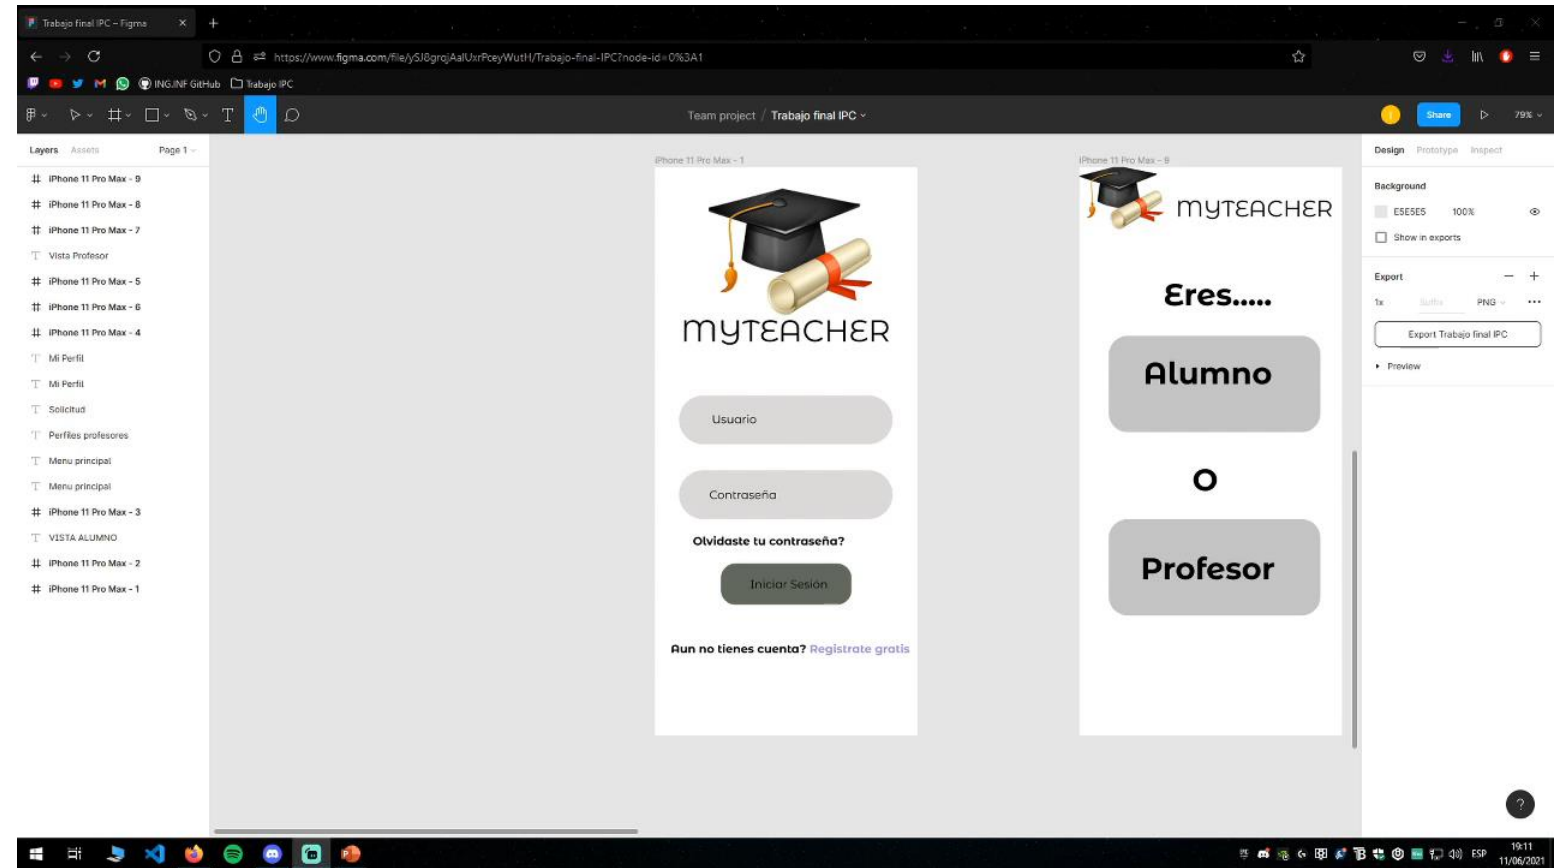 Trabajo final IPC – Figma
https://www.figma.com/file/ySJ8grqjAalUxrPceyWutH/Trabajo-final-IPC?node-id=0%3A1
ING.INF GitHub Trabajo IPC
Team project / Trabajo final IPC
Share
79%
Layers Assets Page 1
iPhone 11 Pro Max - 9
iPhone 11 Pro Max - 8
iPhone 11 Pro Max - 7
Vista Profesor
iPhone 11 Pro Max - 5
iPhone 11 Pro Max - 6
iPhone 11 Pro Max - 4
Mi Perfil
Mi Perfil
Solicitud
Perfiles profesores
Menu principal
Menu principal
iPhone 11 Pro Max - 3
VISTA ALUMNO
iPhone 11 Pro Max - 2
iPhone 11 Pro Max - 1
iPhone 11 Pro Max - 1
MYTEACHER
Usuario
Contraseña
Olvidaste tu contraseña?
Iniciar Sesión
Aun no tienes cuenta? Registrate gratis
iPhone 11 Pro Max - 9
MYTEACHER
Eres.....
Alumno
O
Profesor
Design Prototype Inspect
Background
E5E5E5 100%
Show in exports
Export
1x Suffix PNG
Export Trabajo final IPC
Preview
?
ESP
19:11
11/06/2021